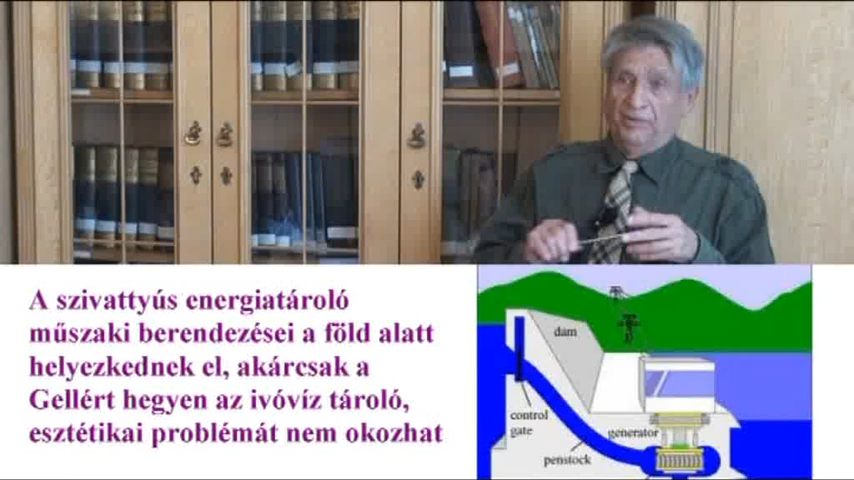 A szivattyús energiatároló
műszaki berendezései a föld alatt
helyezkednek el, akárcsak a
Gellért hegyen az ivóvíz tároló,
esztétikai problémát nem okozhat
dam
control
gate
generator
penstock